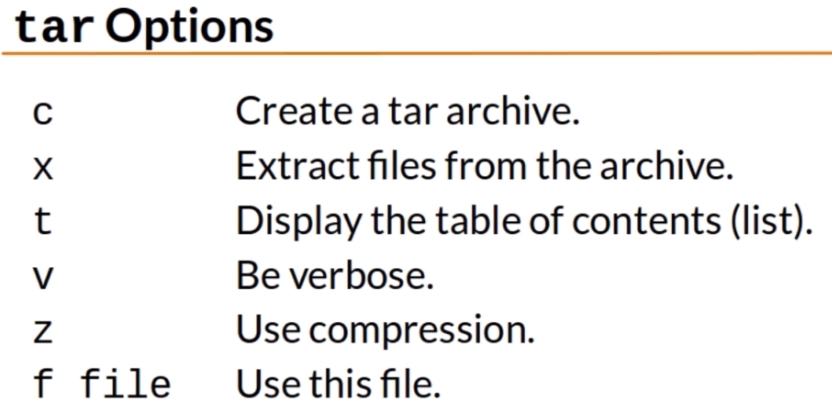 tar Options
c Create a tar archive.
x Extract files from the archive.
t Display the table of contents (list).
v Be verbose.
z Use compression.
f file Use this file.